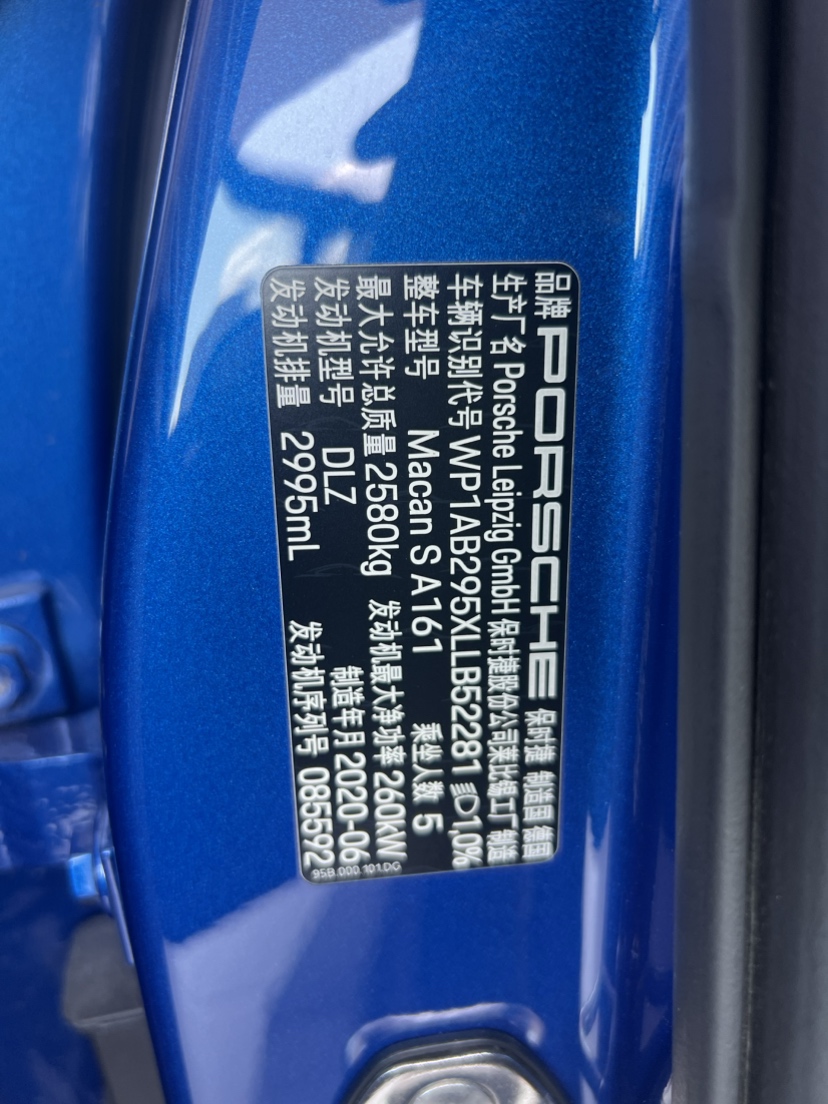 品牌 PORSCHE 保时捷 制造国 德国
生产厂名 Porsche Leipzig GmbH 保时捷股份公司莱比锡工厂 制造
车辆识别代号 WP1AB295XLLB52281 1,0%
整车型号 Macan S A161 乘坐人数 5
最大允许总质量 2580kg 发动机最大净功率 260kW
发动机型号 DLZ 制造年月 2020-06
发动机排量 2995mL 发动机序列号 085592
95B.000.101.DG